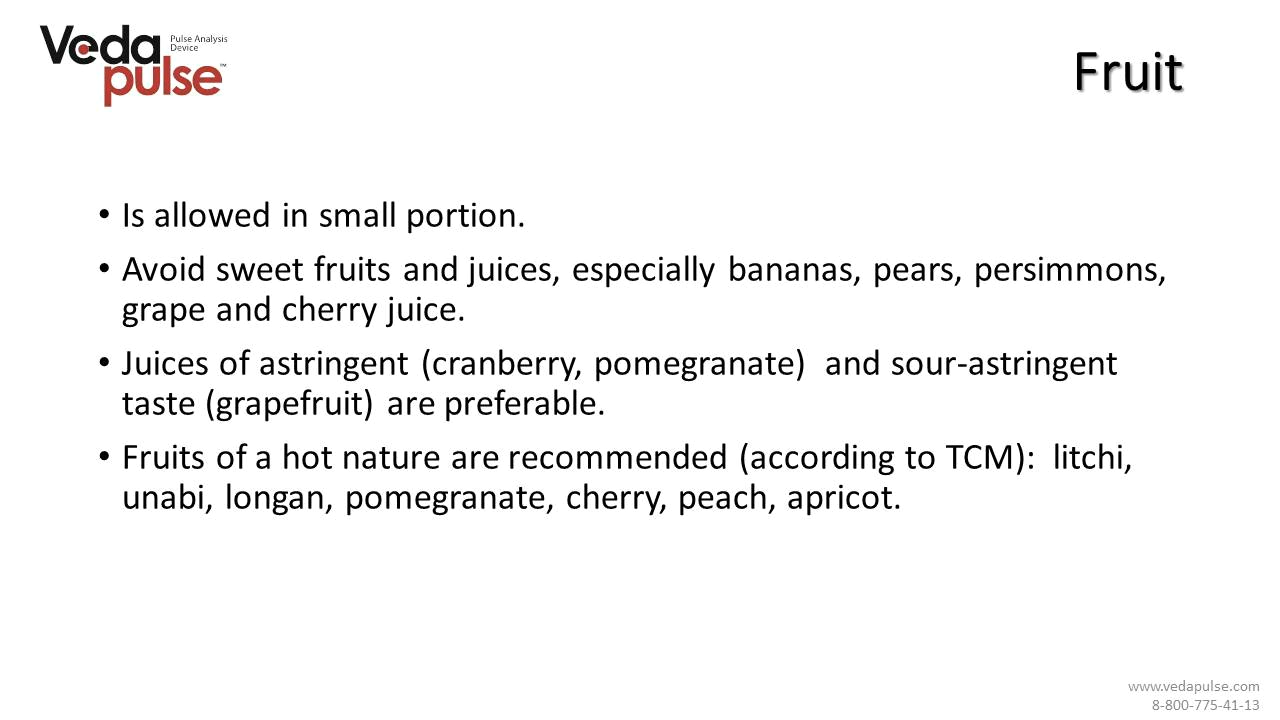 Veda
pulse™
Pulse Analysis
Device
Fruit
• Is allowed in small portion.
• Avoid sweet fruits and juices, especially bananas, pears, persimmons,
grape and cherry juice.
• Juices of astringent (cranberry, pomegranate)  and sour-astringent
taste (grapefruit)  are preferable.
• Fruits of a hot nature are recommended (according to TCM):  litchi,
unabi, longan, pomegranate, cherry, peach, apricot.
www.vedapulse.com
8-800-775-41-13